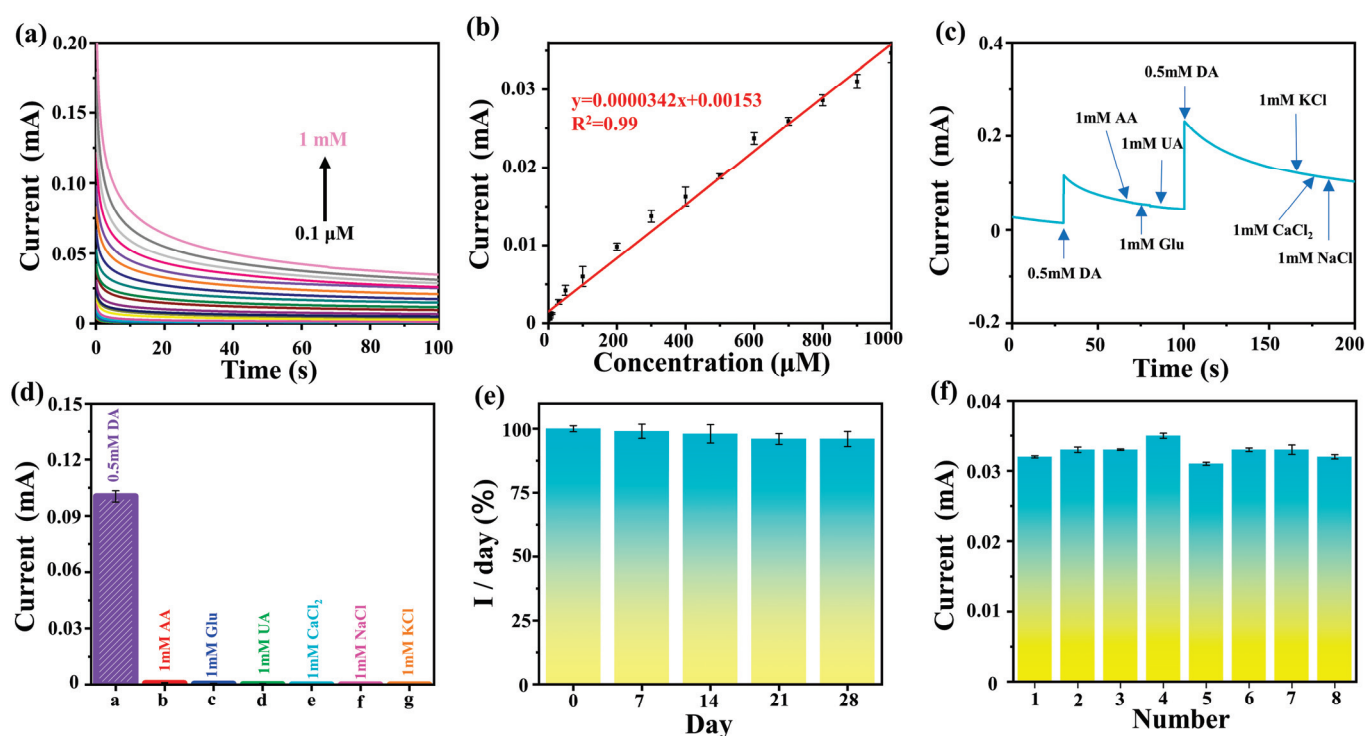 (a)
0.20
0.15
0.10
0.05
0.00
Current (mA)
1 mM
0.1 μM
0
20
40
60
80
100
Time (s)
(b)
0.03
0.02
0.01
0
Current (mA)
y=0.0000342x+0.00153
R²=0.99
0
200
400
600
800
1000
Concentration (μM)
(c)
0.4
0.2
0
-0.2
Current (mA)
0.5mM DA
1mM AA
1mM UA
1mM KCl
0.5mM DA
1mM Glu
1mM CaCl₂
1mM NaCl
0
50
100
150
200
Time (s)
(d)
0.15
0.12
0.09
0.06
0.03
0
Current (mA)
0.5mM DA
1mM AA
1mM Glu
1mM UA
1mM CaCl₂
1mM NaCl
1mM KCl
a
b
c
d
e
f
g
(e)
100
75
50
25
0
I / day (%)
0
7
14
21
28
Day
(f)
0.04
0.03
0.02
0.01
0
Current (mA)
1
2
3
4
5
6
7
8
Number